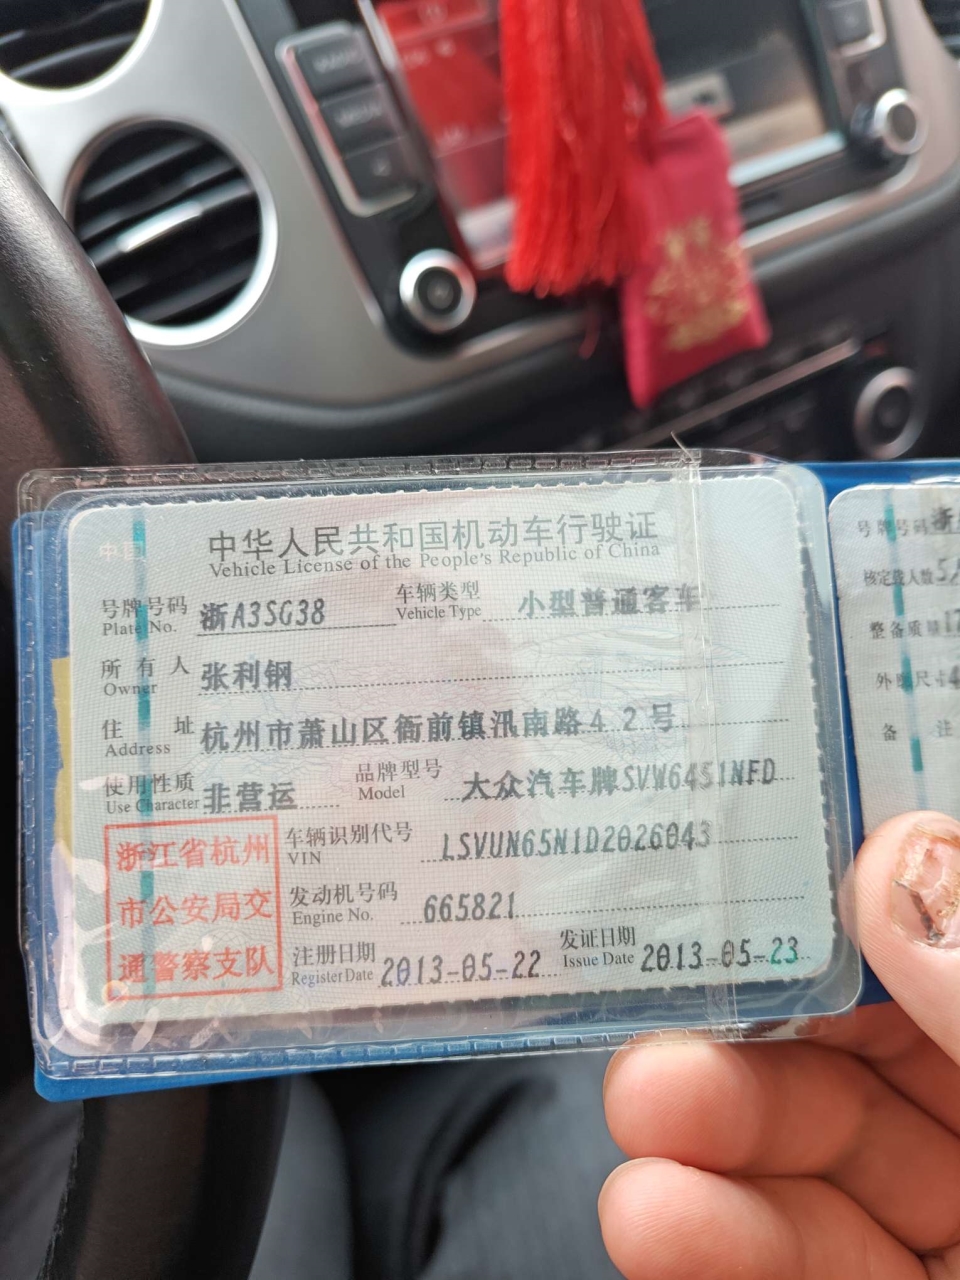 中华人民共和国机动车行驶证
Vehicle License of the People's Republic of China
号牌号码 浙A3SG38 车辆类型 小型普通客车
Plate No. Vehicle Type
所有人 张利钢
Owner
住址 杭州市萧山区衙前镇汛南路42号
Address
使用性质 非营运 品牌型号 大众汽车牌SVW6451NFD
Use Character Model
浙江省杭州
市公安局交
通警察支队
车辆识别代号 LSVUN65N1D2026043
VIN
发动机号码 665821
Engine No.
注册日期 2013-05-22 发证日期 2013-05-23
Register Date Issue Date
号牌号码 浙
核定载人数 5
整备质量 17
外廓尺寸 4
备注